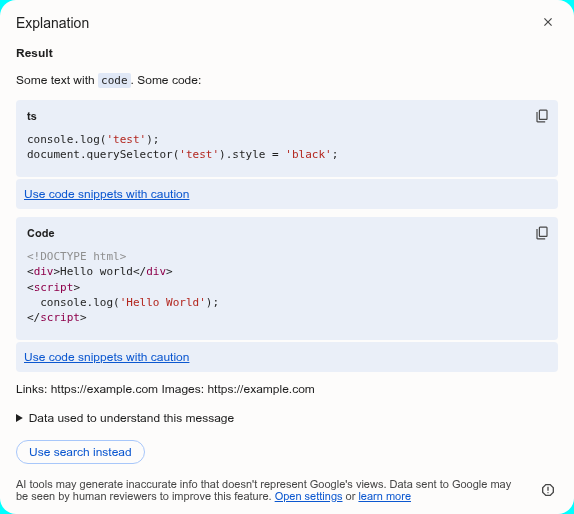 Explanation
Result
Some text with code. Some code:
ts
console.log('test');
document.querySelector('test').style = 'black';
Use code snippets with caution
Code
<!DOCTYPE html>
<div>Hello world</div>
<script>
  console.log('Hello World');
</script>
Use code snippets with caution
Links: https://example.com Images: https://example.com
Data used to understand this message
Use search instead
AI tools may generate inaccurate info that doesn't represent Google's views. Data sent to Google may
be seen by human reviewers to improve this feature. Open settings or learn more